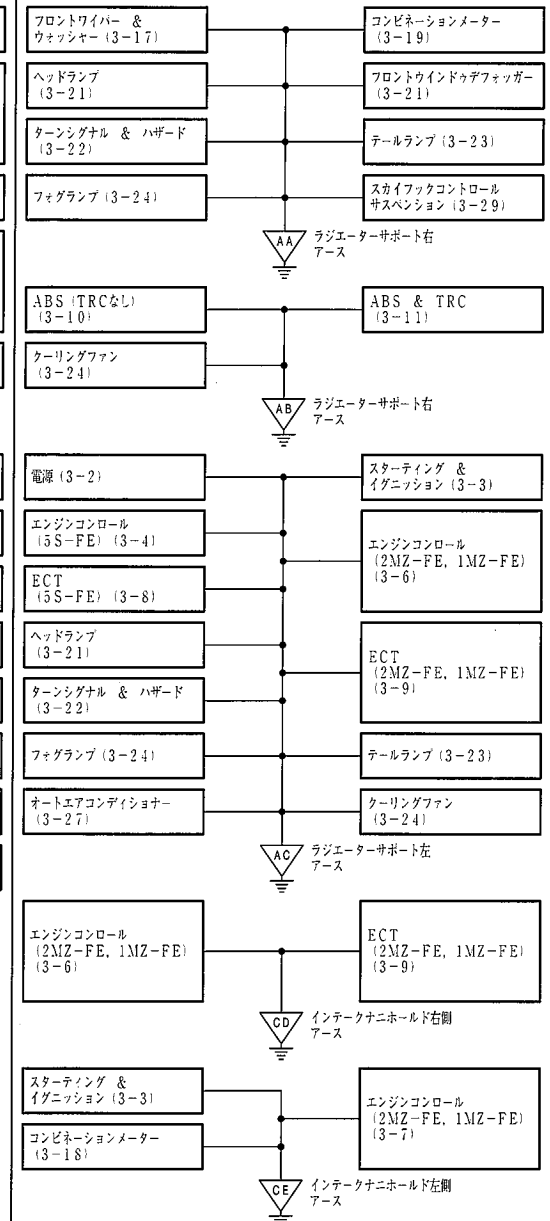 フロントワイパー &
ウォッシャー (3-17)
コンビネーションメーター
(3-19)
ヘッドランプ
(3-21)
フロントウインドゥデフォッガー
(3-21)
ターンシグナル & ハザード
(3-22)
テールランプ (3-23)
フォグランプ (3-24)
スカイフックコントロール
サスペンション (3-29)
AA
ラジエーターサポート右
アース
ABS (TRCなし)
(3-10)
ABS & TRC
(3-11)
クーリングファン
(3-24)
AB
ラジエーターサポート右
アース
電源 (3-2)
スターティング &
イグニッション (3-3)
エンジンコントロール
(5S-FE) (3-4)
エンジンコンロール
(2MZ-FE, 1MZ-FE)
(3-6)
ECT
(5S-FE) (3-8)
ヘッドランプ
(3-21)
ECT
(2MZ-FE, 1MZ-FE)
(3-9)
ターンシグナル & ハザード
(3-22)
フォグランプ (3-24)
テールランプ (3-23)
オートエアコンディショナー
(3-27)
クーリングファン
(3-24)
AC
ラジエーターサポート左
アース
エンジンコントロール
(2MZ-FE, 1MZ-FE)
(3-6)
ECT
(2MZ-FE, 1MZ-FE)
(3-9)
CD
インテークナニホールド右側
アース
スターティング &
イグニッション (3-3)
エンジンコンロール
(2MZ-FE, 1MZ-FE)
(3-7)
コンビネーションメーター
(3-18)
CE
インテークナニホールド左側
アース